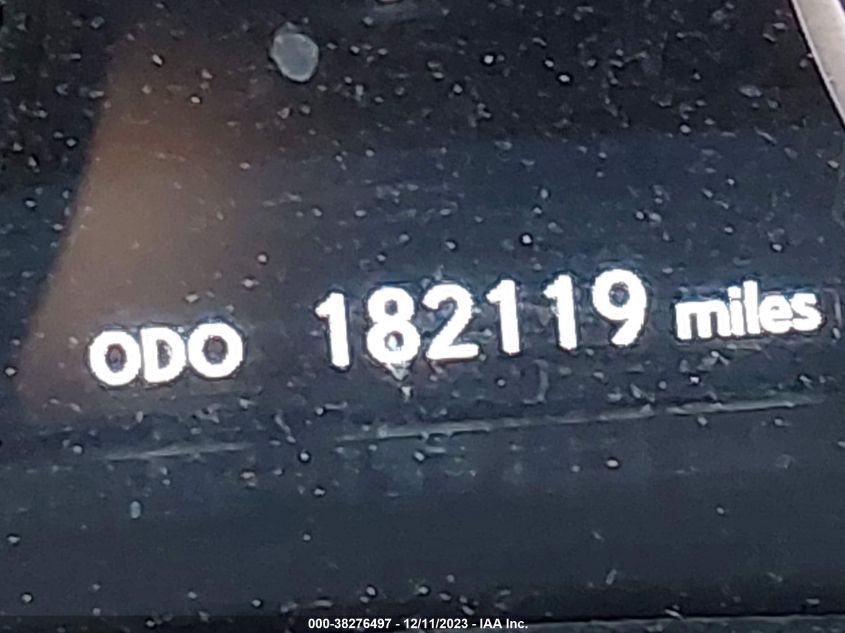 ODO 182119 miles
000-38276497 - 12/11/2023 - IAA Inc.